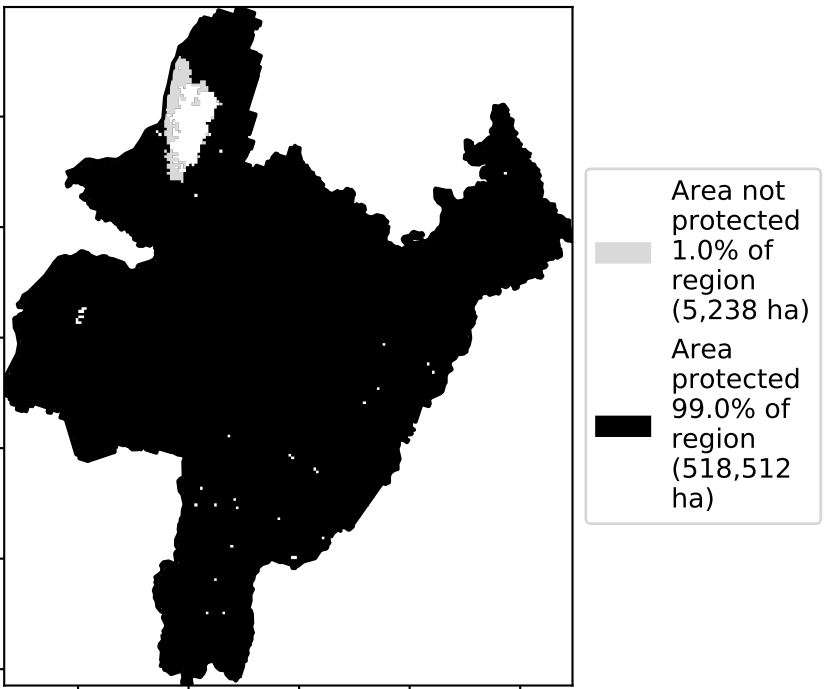 Area not
protected
1.0% of
region
(5,238 ha)
Area
protected
99.0% of
region
(518,512
ha)